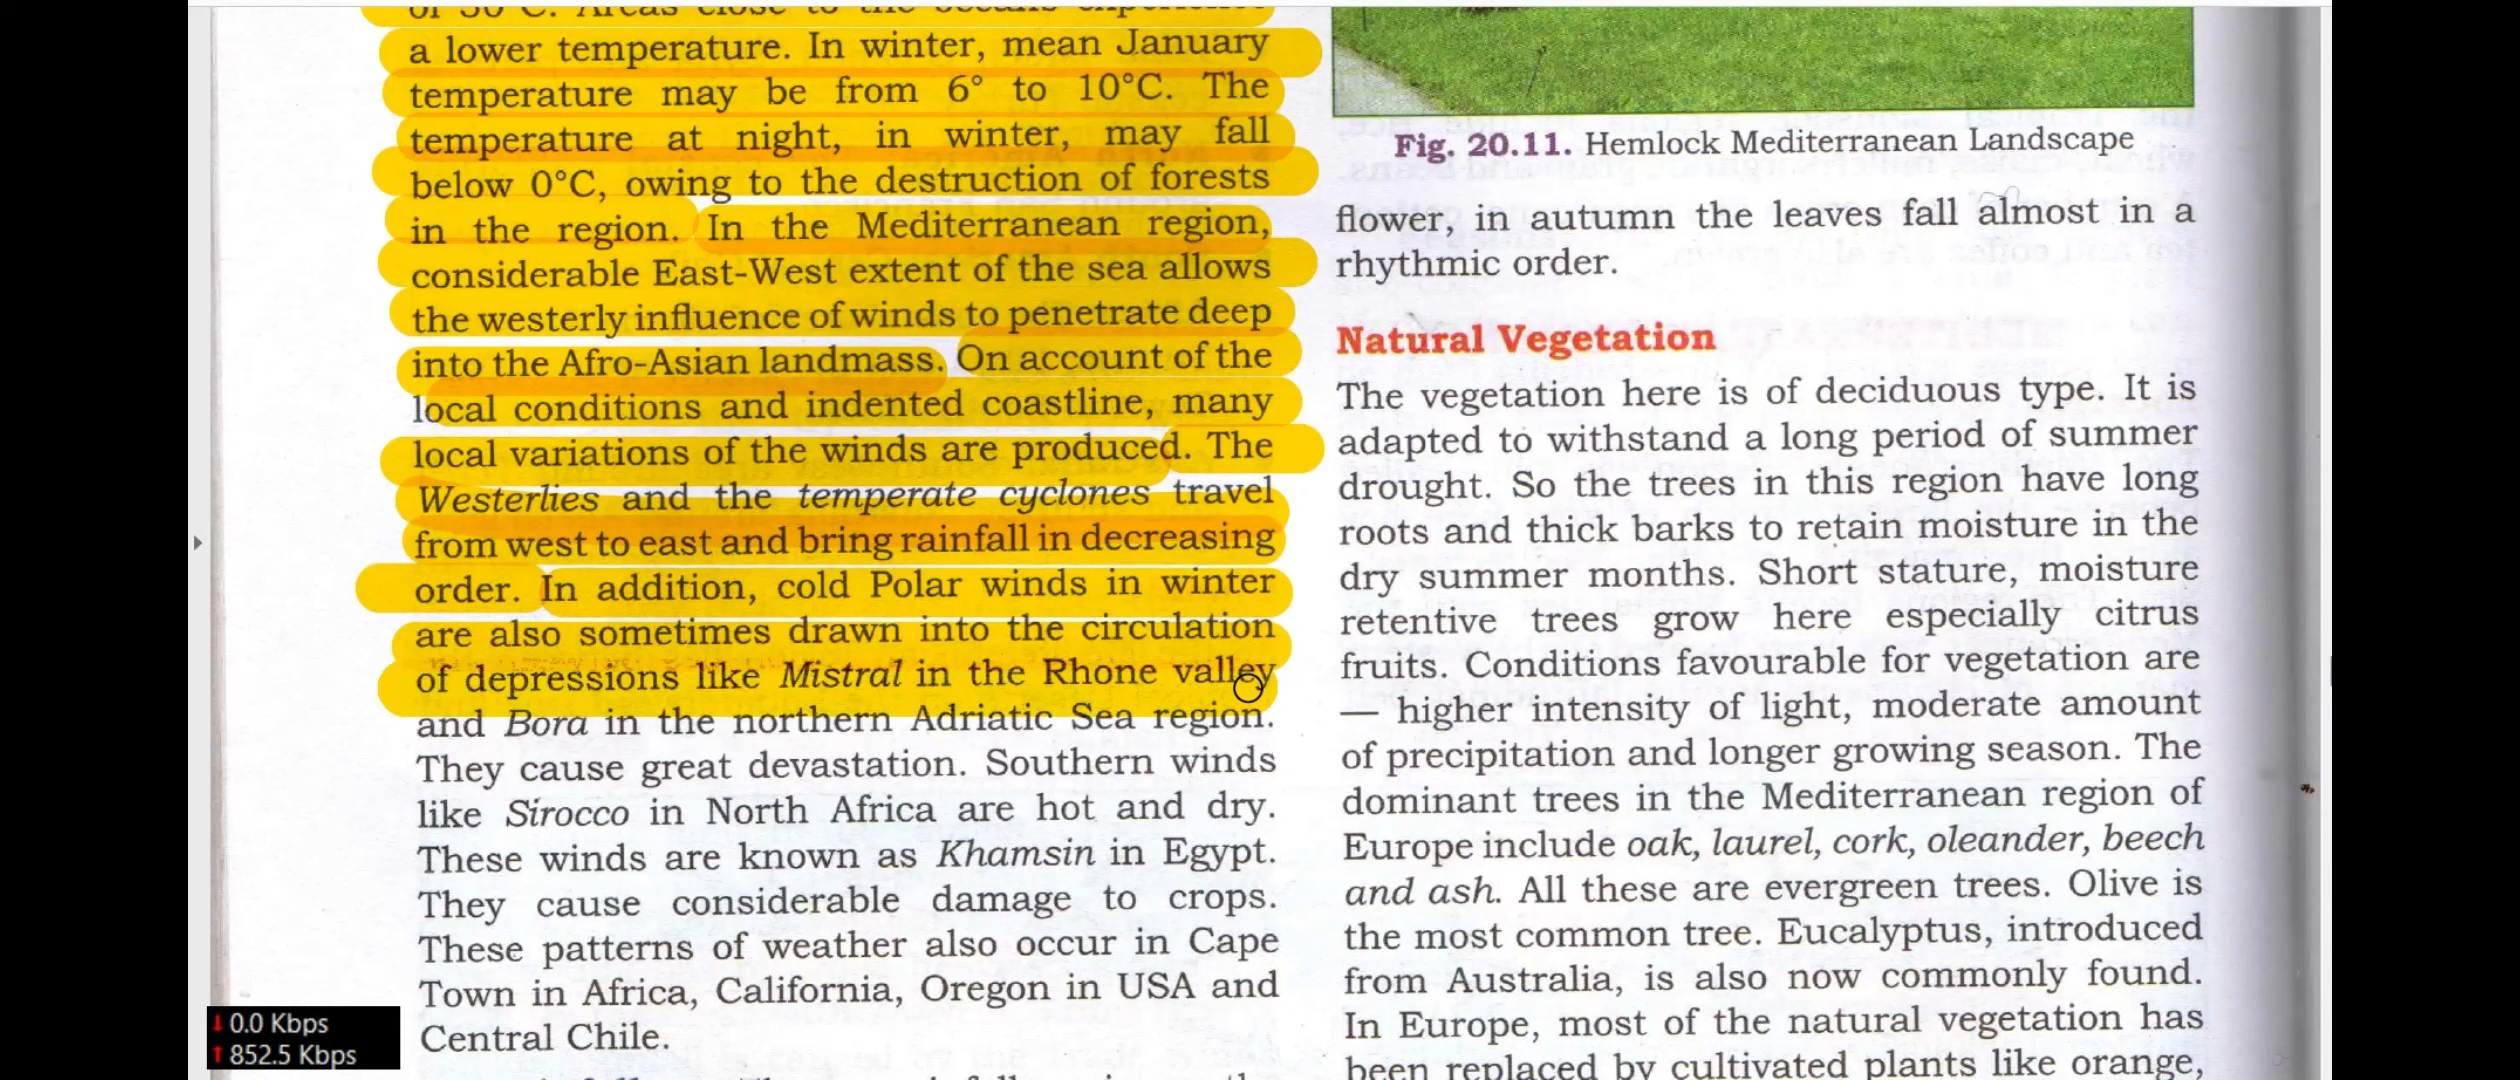 a lower temperature. In winter, mean January
temperature may be from 6° to 10°C. The
temperature at night, in winter, may fall
below 0°C, owing to the destruction of forests
in the region. In the Mediterranean region,
considerable East-West extent of the sea allows
the westerly influence of winds to penetrate deep
into the Afro-Asian landmass. On account of the
local conditions and indented coastline, many
local variations of the winds are produced. The
Westerlies and the temperate cyclones travel
from west to east and bring rainfall in decreasing
order. In addition, cold Polar winds in winter
are also sometimes drawn into the circulation
of depressions like Mistral in the Rhone valley
and Bora in the northern Adriatic Sea region.
They cause great devastation. Southern winds
like Sirocco in North Africa are hot and dry.
These winds are known as Khamsin in Egypt.
They cause considerable damage to crops.
These patterns of weather also occur in Cape
Town in Africa, California, Oregon in USA and
Central Chile.
Fig. 20.11. Hemlock Mediterranean Landscape
flower, in autumn the leaves fall almost in a
rhythmic order.
Natural Vegetation
The vegetation here is of deciduous type. It is
adapted to withstand a long period of summer
drought. So the trees in this region have long
roots and thick barks to retain moisture in the
dry summer months. Short stature, moisture
retentive trees grow here especially citrus
fruits. Conditions favourable for vegetation are
— higher intensity of light, moderate amount
of precipitation and longer growing season. The
dominant trees in the Mediterranean region of
Europe include oak, laurel, cork, oleander, beech
and ash. All these are evergreen trees. Olive is
the most common tree. Eucalyptus, introduced
from Australia, is also now commonly found.
In Europe, most of the natural vegetation has
been replaced by cultivated plants like orange,
0.0 Kbps
852.5 Kbps